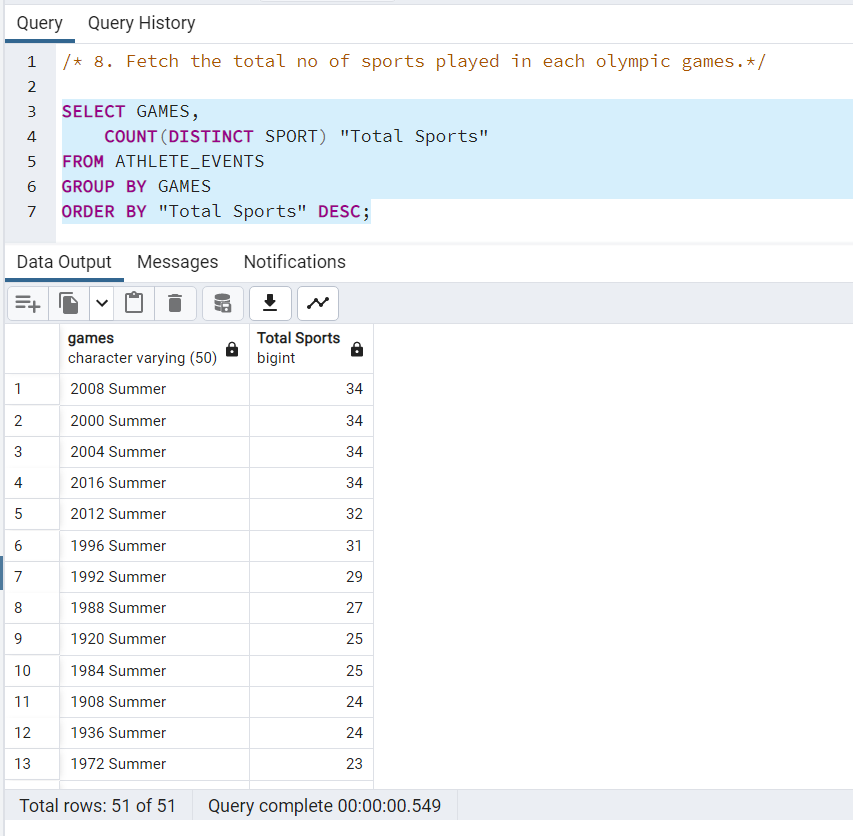 Query Query History
1 /* 8. Fetch the total no of sports played in each olympic games.*/
2
3 SELECT GAMES,
4 COUNT(DISTINCT SPORT) "Total Sports"
5 FROM ATHLETE_EVENTS
6 GROUP BY GAMES
7 ORDER BY "Total Sports" DESC;
Data Output Messages Notifications
games Total Sports
character varying (50) bigint
1 2008 Summer 34
2 2000 Summer 34
3 2004 Summer 34
4 2016 Summer 34
5 2012 Summer 32
6 1996 Summer 31
7 1992 Summer 29
8 1988 Summer 27
9 1920 Summer 25
10 1984 Summer 25
11 1908 Summer 24
12 1936 Summer 24
13 1972 Summer 23
Total rows: 51 of 51 Query complete 00:00:00.549